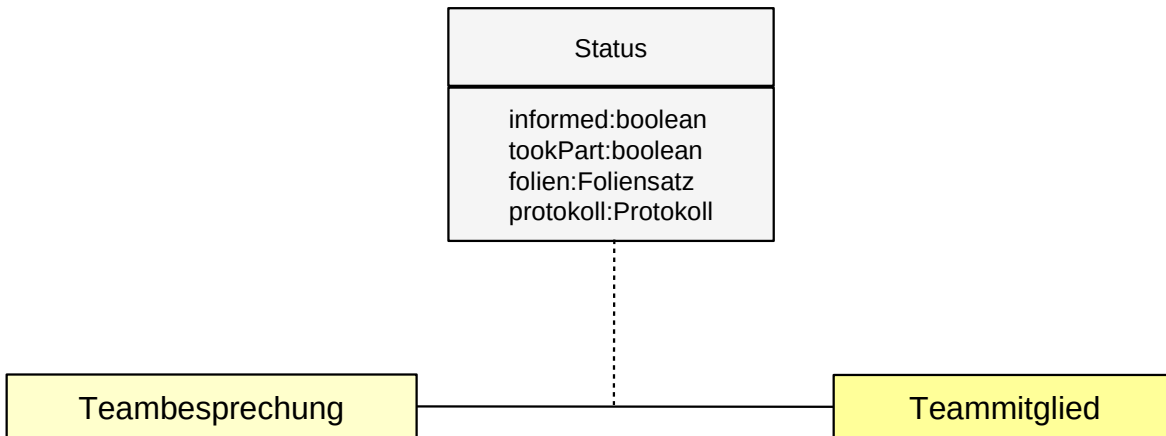 Status
informed:boolean
tookPart:boolean
folien:Foliensatz
protokoll:Protokoll
Teambesprechung
Teammitglied